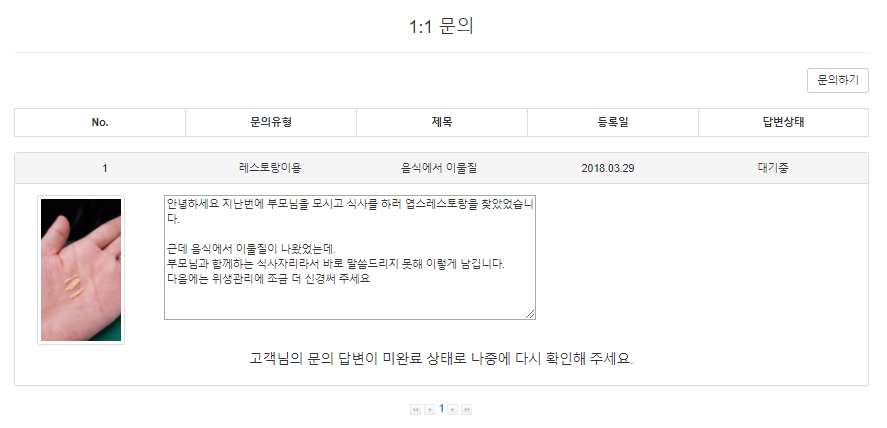 1:1 문의
문의하기
No. 문의유형 제목 등록일 답변상태
1 레스토랑이용 음식에서 이물질 2018.03.29 대기중
안녕하세요 지난번에 부모님을 모시고 식사를 하러 엡스레스토랑을 찾았었습니
다.
근데 음식에서 이물질이 나왔었는데.
부모님과 함께하는 식사자리라서 바로 말씀드리지 못해 이렇게 남깁니다.
다음에는 위생관리에 조금 더 신경써 주세요
고객님의 문의 답변이 미완료 상태로 나중에 다시 확인해 주세요.
1